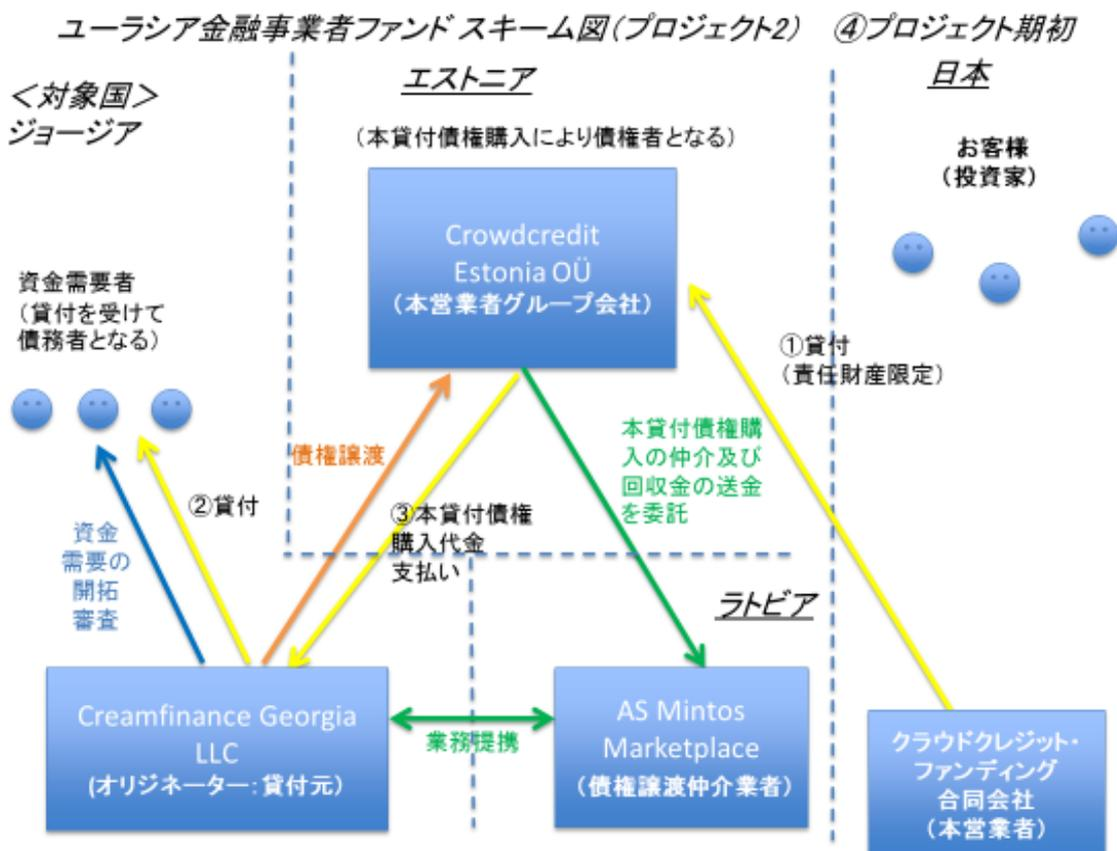 ユーラシア金融事業者ファンド スキーム図(プロジェクト2)　④プロジェクト期初
＜対象国＞
ジョージア
エストニア
日本
(本貸付債権購入により債権者となる)
お客様
(投資家)
Crowdcredit
Estonia OÜ
(本営業者グループ会社)
資金需要者
(貸付を受けて
債務者となる)
①貸付
(責任財産限定)
債権譲渡
本貸付債権購
入の仲介及び
回収金の送金
を委託
②貸付
③本貸付債権
購入代金
支払い
資金
需要の
開拓
審査
ラトビア
Creamfinance Georgia
LLC
(オリジネーター：貸付元)
業務提携
AS Mintos
Marketplace
(債権譲渡仲介業者)
クラウドクレジット・
ファンディング
合同会社
(本営業者)